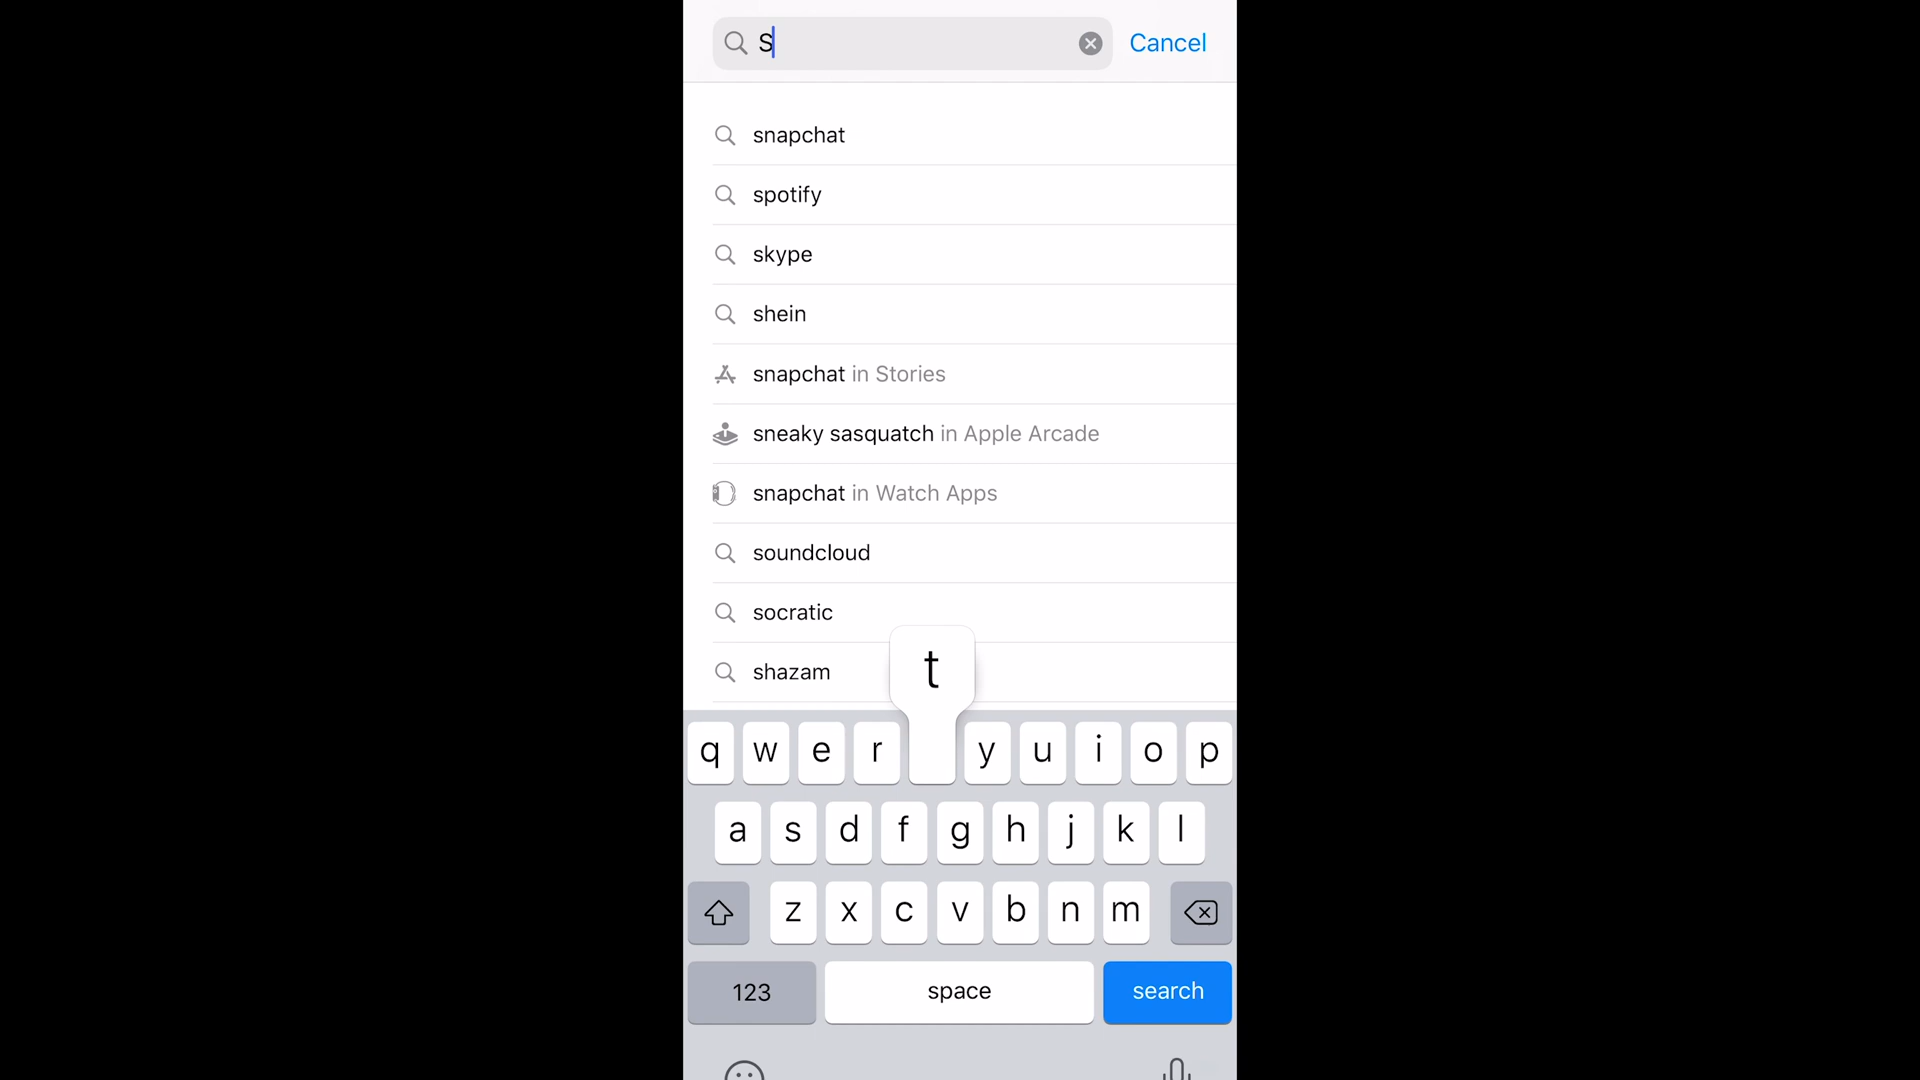 S Cancel
snapchat
spotify
skype
shein
snapchat in Stories
sneaky sasquatch in Apple Arcade
snapchat in Watch Apps
soundcloud
socratic
shazam
t
q w e r y u i o p
a s d f g h j k l
z x c v b n m
123 space search